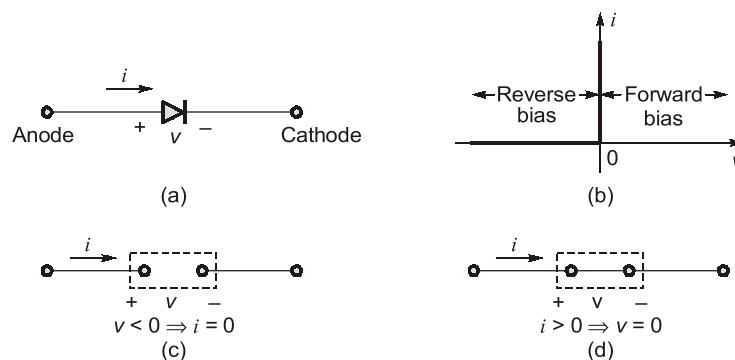 i
Anode
+ v –
Cathode
(a)
i
Reverse bias
Forward bias
0
v
(b)
i
+ v –
v < 0 ⇒ i = 0
(c)
i
+ v –
i > 0 ⇒ v = 0
(d)